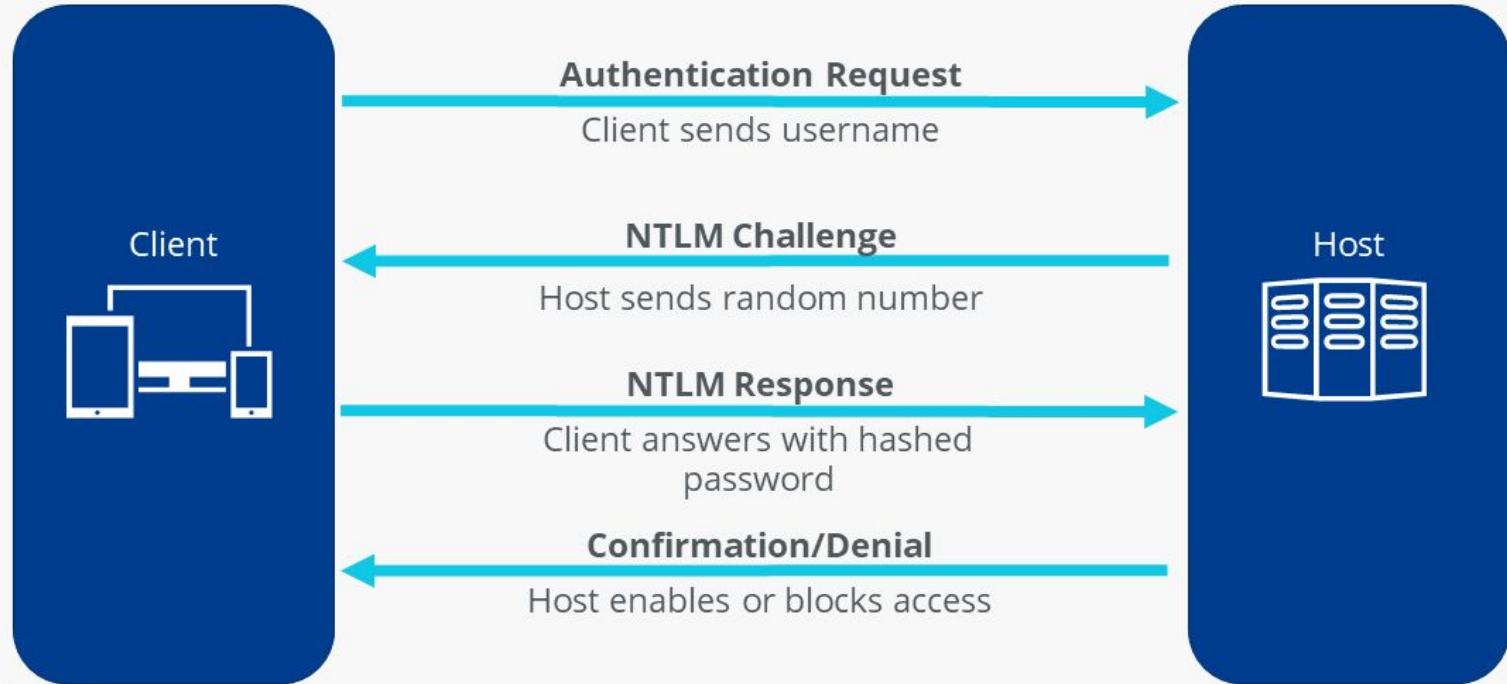 Authentication Request
Client sends username
Client
NTLM Challenge
Host
Host sends random number
NTLM Response
Client answers with hashed
password
Confirmation/Denial
Host enables or blocks access